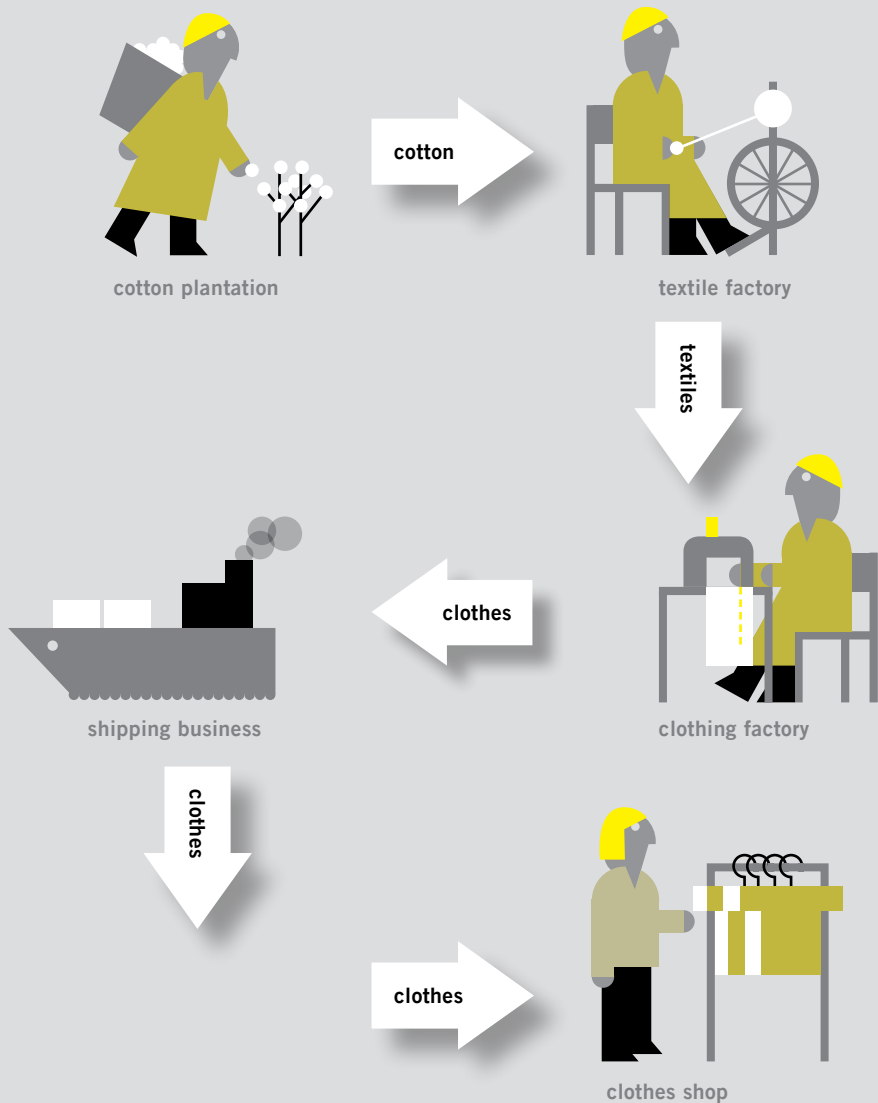 cotton
cotton plantation
textile factory
textiles
clothes
shipping business
clothing factory
clothes
clothes
clothes shop